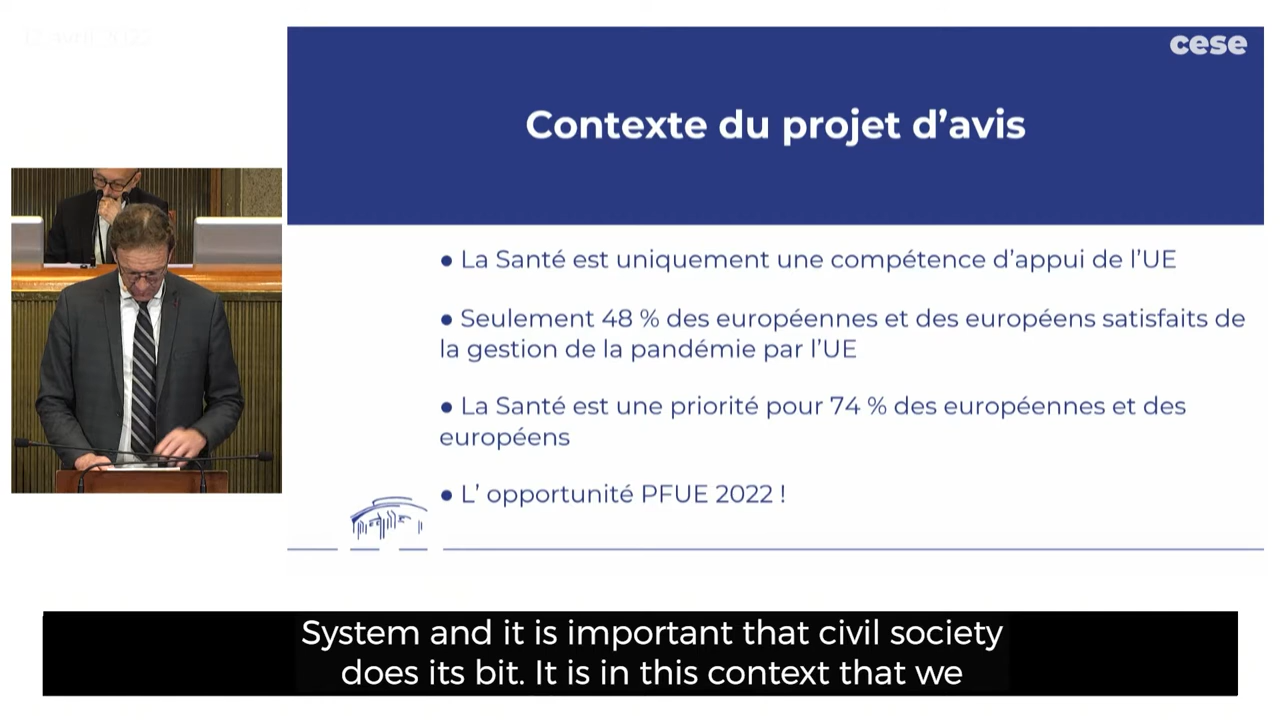 cese
Contexte du projet d'avis
● La Santé est uniquement une compétence d'appui de l'UE
● Seulement 48 % des européennes et des européens satisfaits de
la gestion de la pandémie par l'UE
● La Santé est une priorité pour 74 % des européennes et des
européens
● L' opportunité PFUE 2022 !
System and it is important that civil society
does its bit. It is in this context that we